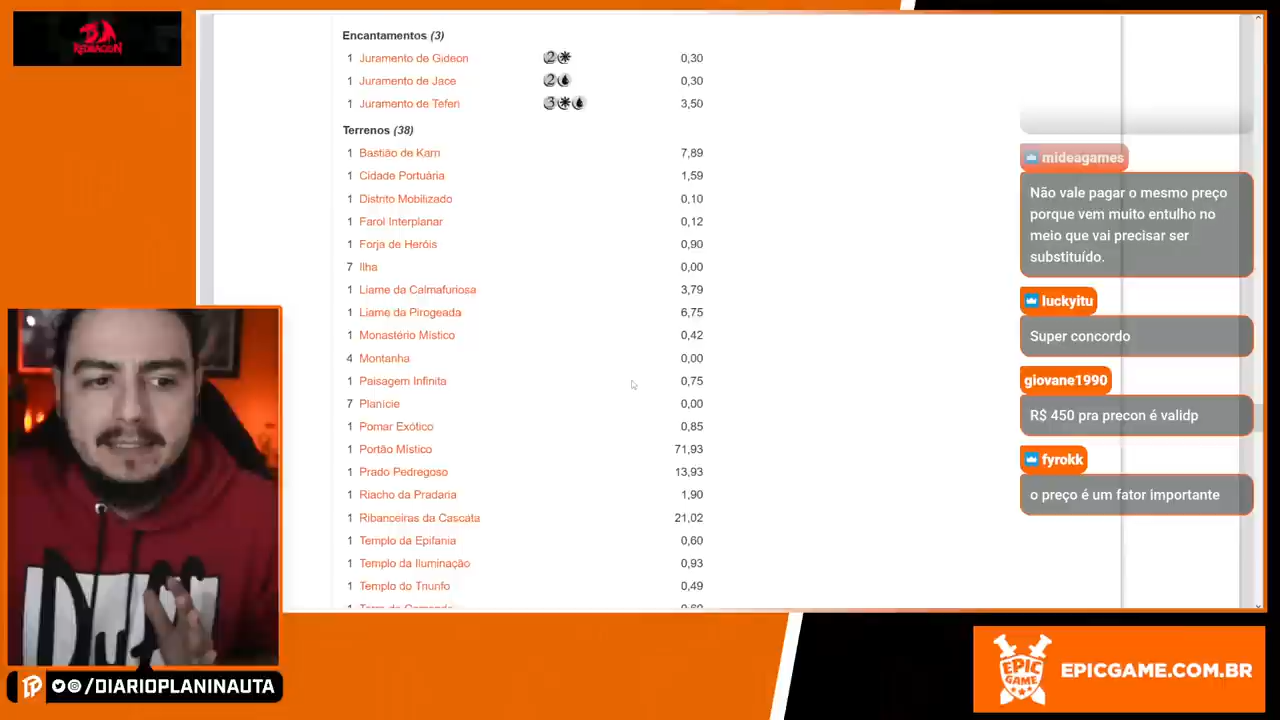 REDRAGON
Encantamentos (3)
1 Juramento de Gideon 2 0,30
1 Juramento de Jace 2 0,30
1 Juramento de Teferi 3 3,50
Terrenos (38)
1 Bastião de Karn 7,89
1 Cidade Portuária 1,59
1 Distrito Mobilizado 0,10
1 Farol Interplanar 0,12
1 Forja de Heróis 0,90
7 Ilha 0,00
1 Liame da Calmafuriosa 3,79
1 Liame da Pirogeada 6,75
1 Monastério Místico 0,42
4 Montanha 0,00
1 Paisagem Infinita 0,75
7 Planície 0,00
1 Pomar Exótico 0,85
1 Portão Místico 71,93
1 Prado Pedregoso 13,93
1 Riacho da Pradaria 1,90
1 Ribanceiras da Cascata 21,02
1 Templo da Epifania 0,60
1 Templo da Iluminação 0,93
1 Templo do Triunfo 0,49
mideagames
Não vale pagar o mesmo preço
porque vem muito entulho no
meio que vai precisar ser
substituído.
luckyitu
Super concordo
giovane1990
R$ 450 pra precon é validp
fyrokk
o preço é um fator importante
/DIARIOPLANINAUTA
EPIC
GAME
EPICGAME.COM.BR